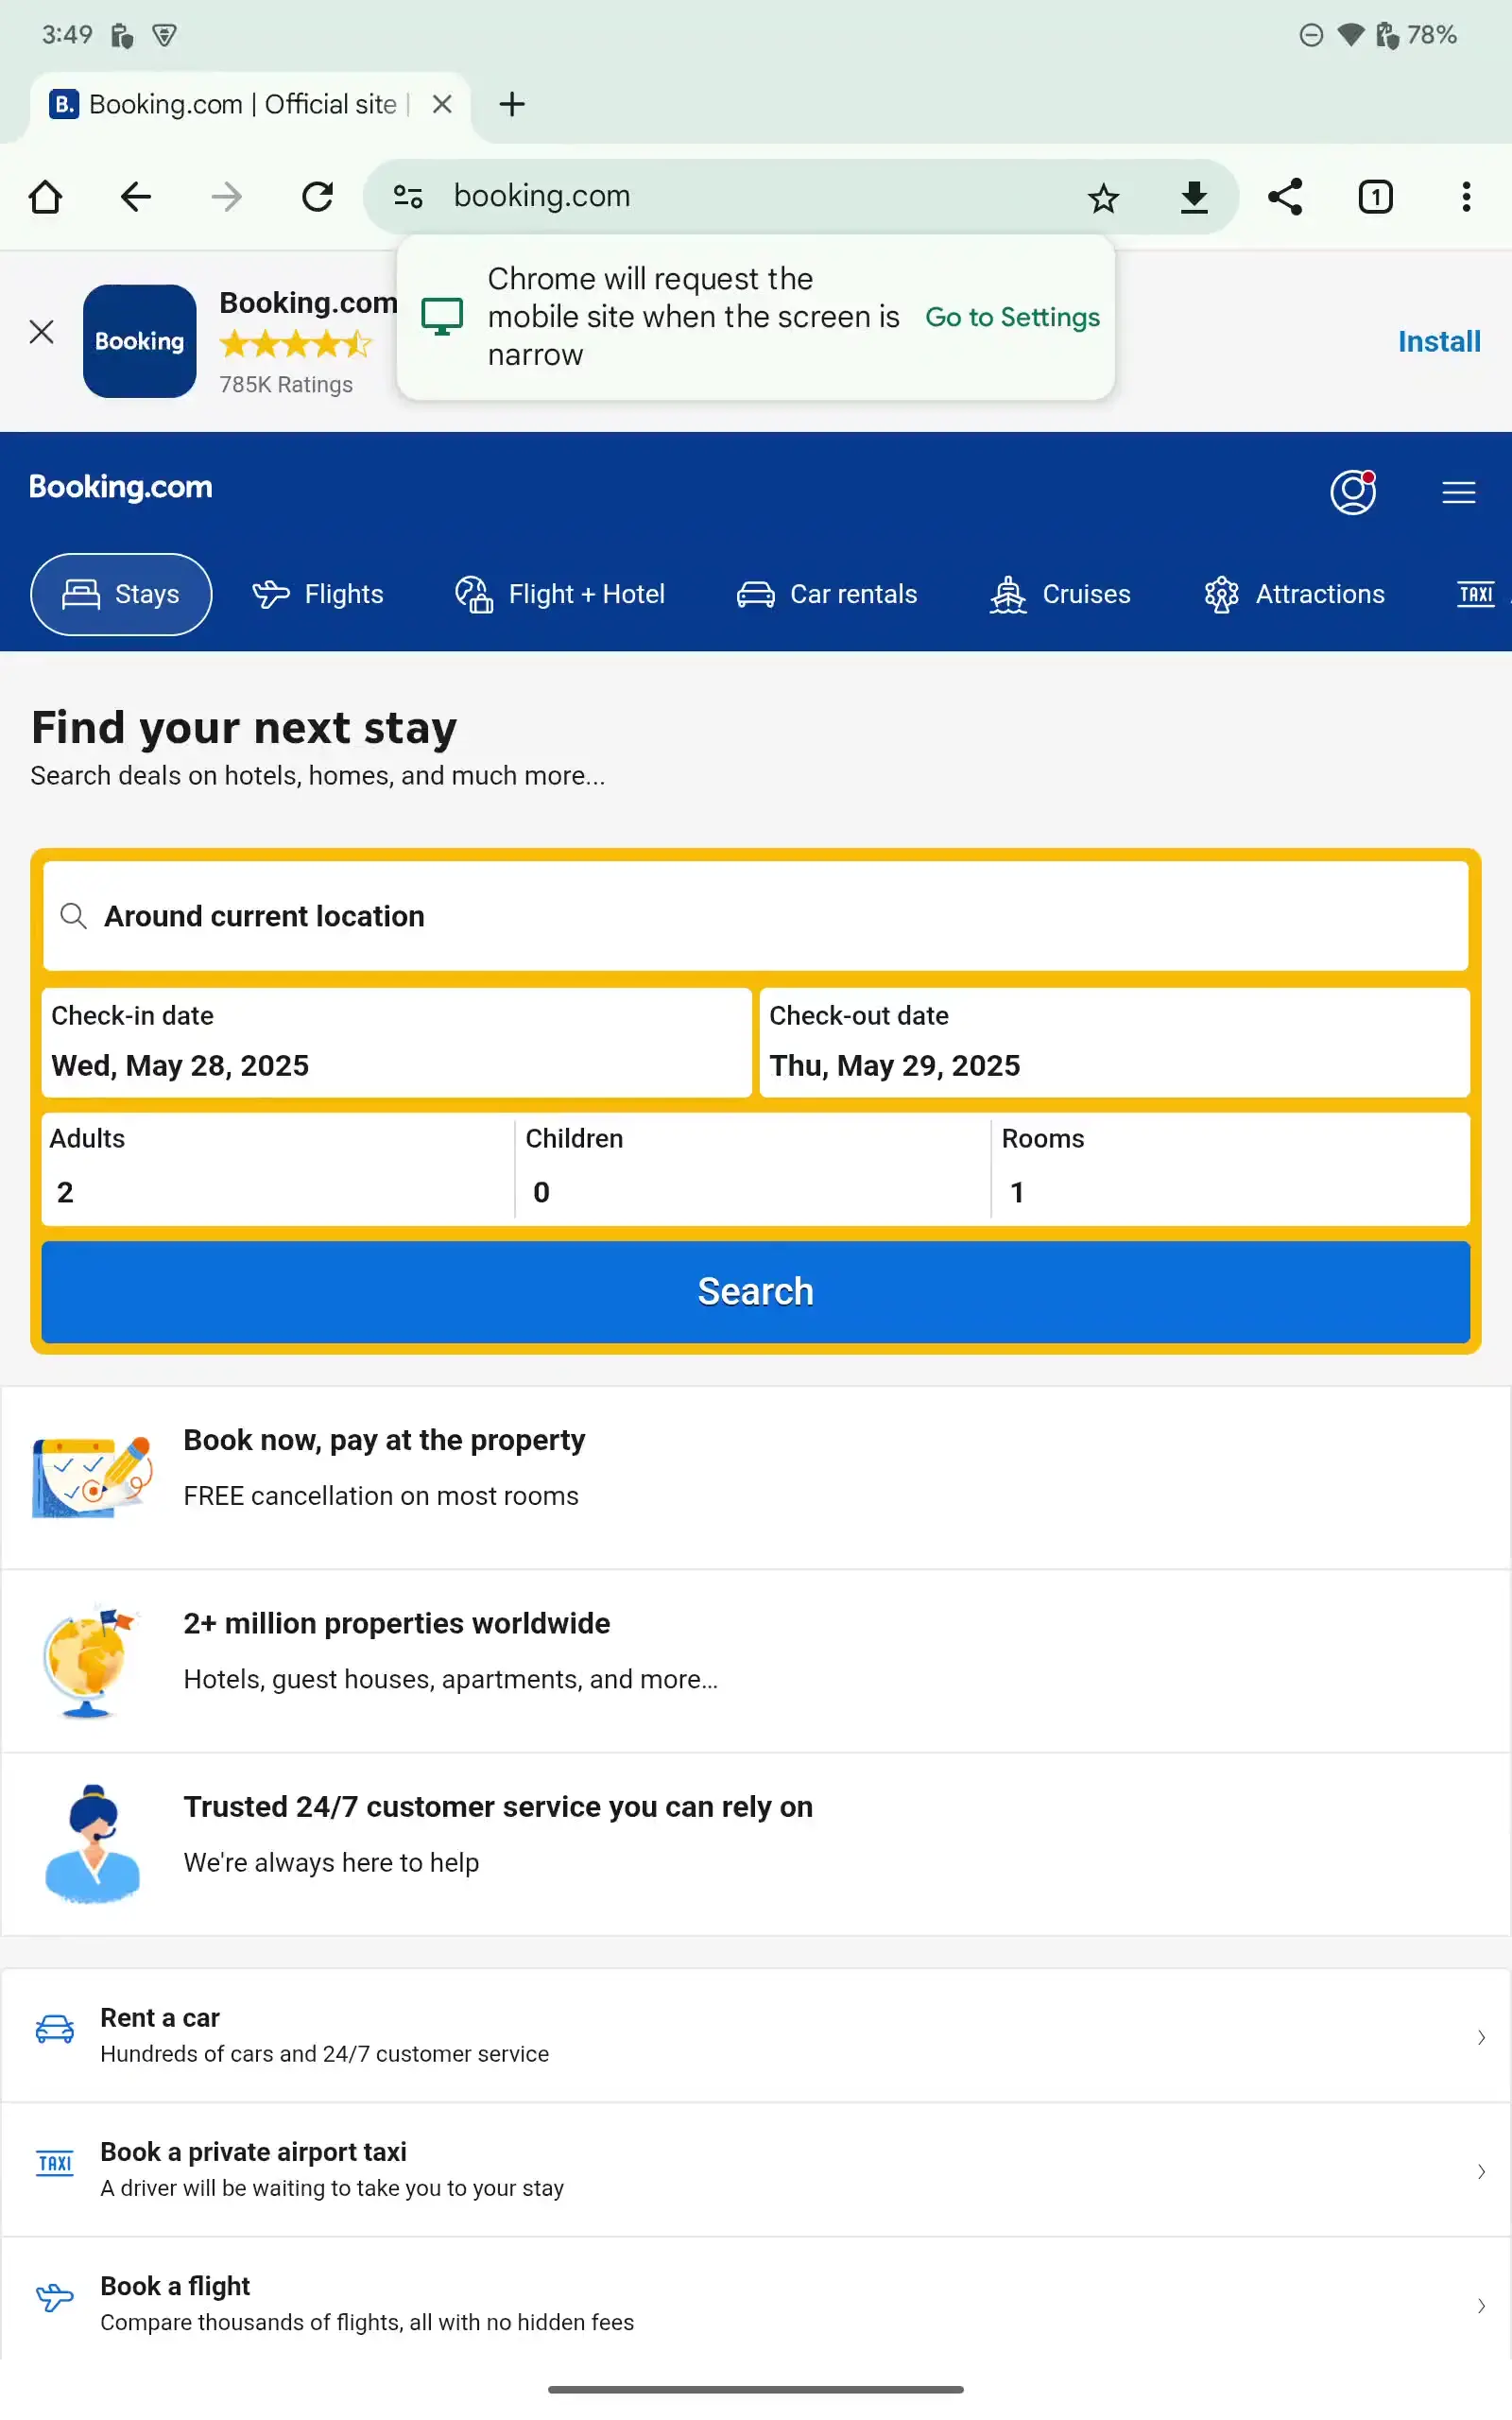 3:49
78%
B. Booking.com | Official site |
booking.com
1
Booking
Booking.com
785K Ratings
Chrome will request the
mobile site when the screen is
narrow
Go to Settings
Install
Booking.com
Stays
Flights
Flight + Hotel
Car rentals
Cruises
Attractions
TAXI
Find your next stay
Search deals on hotels, homes, and much more...
Around current location
Check-in date
Wed, May 28, 2025
Check-out date
Thu, May 29, 2025
Adults
2
Children
0
Rooms
1
Search
Book now, pay at the property
FREE cancellation on most rooms
2+ million properties worldwide
Hotels, guest houses, apartments, and more...
Trusted 24/7 customer service you can rely on
We're always here to help
Rent a car
Hundreds of cars and 24/7 customer service
TAXI
Book a private airport taxi
A driver will be waiting to take you to your stay
Book a flight
Compare thousands of flights, all with no hidden fees